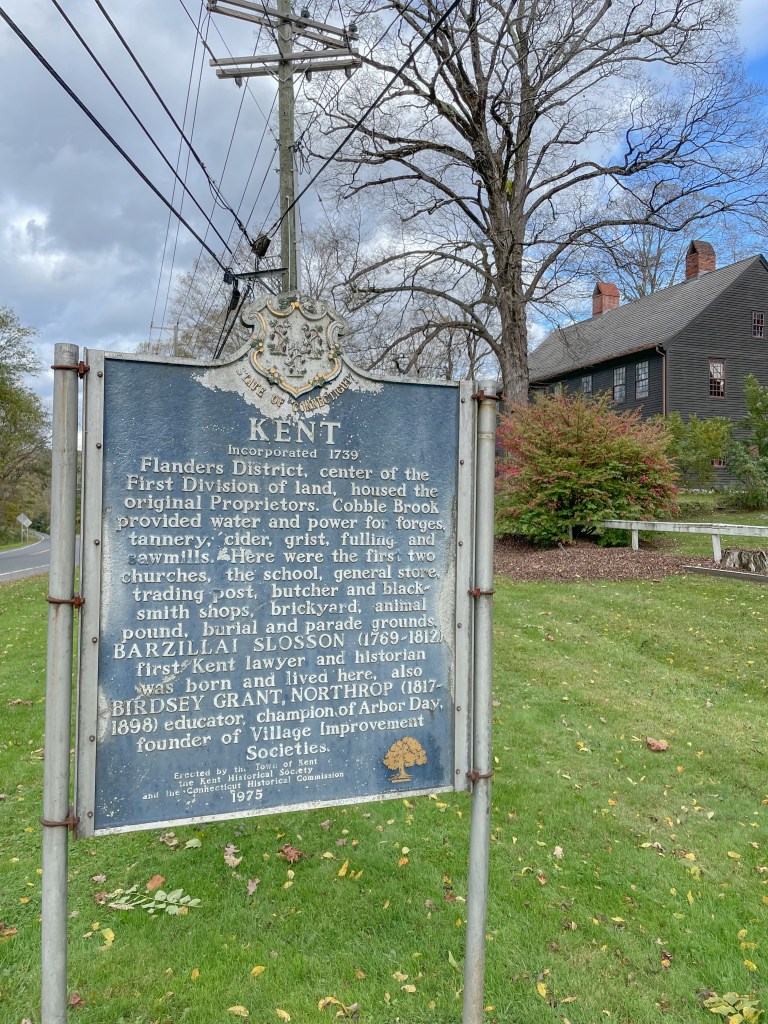 STATE OF CONNECTICUT
KENT
Incorporated 1739
Flanders District, center of the
First Division of land, housed the
original Proprietors. Cobble Brook
provided water and power for forges,
tannery, cider, grist, fulling and
sawmills. Here were the first two
churches, the school, general store,
trading post, butcher and black-
smith shops, brickyard, animal
pound, burial and parade grounds.
BARZILLAI SLOSSON (1769-1812)
first Kent lawyer and historian
was born and lived here, also
BIRDSEY GRANT NORTHROP (1817-
1898) educator, champion of Arbor Day,
founder of Village Improvement
Societies.
Erected by the Town of Kent
the Kent Historical Society
and the Connecticut Historical Commission
1975